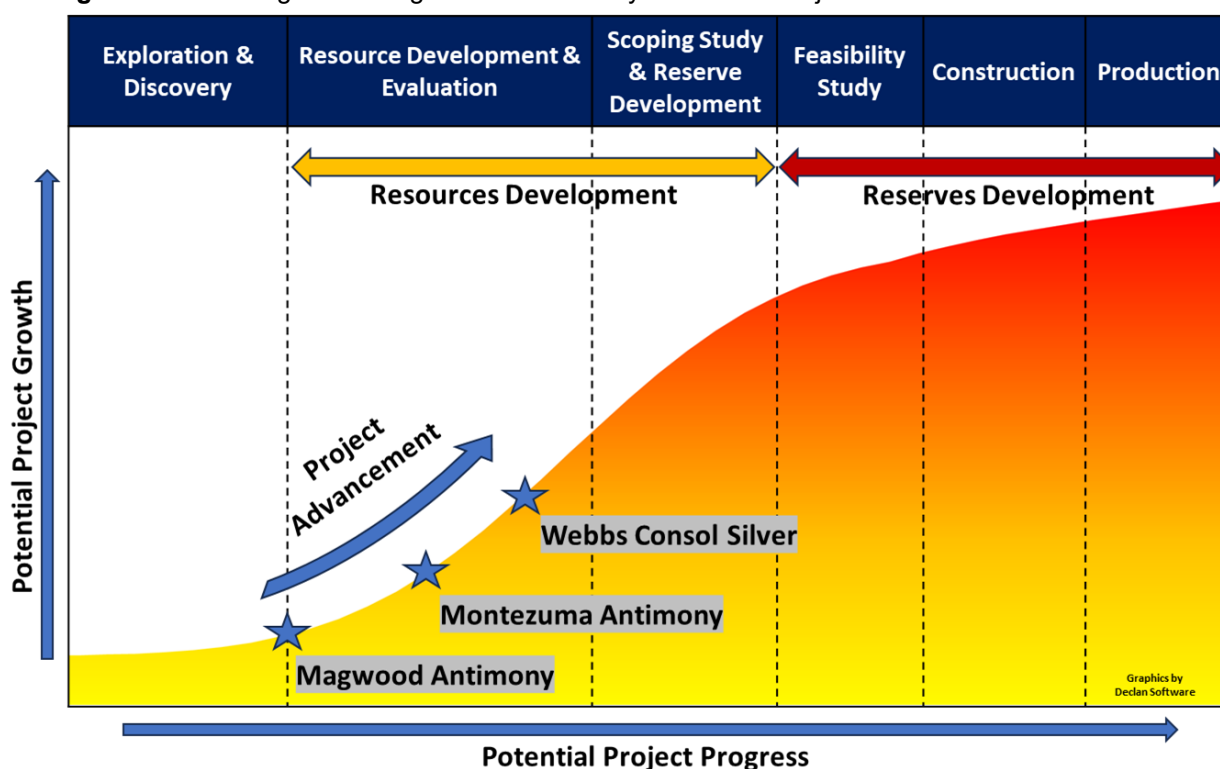 Exploration &
Discovery
Resource Development &
Evaluation
Scoping Study
& Reserve
Development
Feasibility
Study
Construction
Production
Resources Development
Reserves Development
Potential Project Growth
Project
Advancement
Webbs Consol Silver
Montezuma Antimony
Magwood Antimony
Graphics by
Declan Software
Potential Project Progress